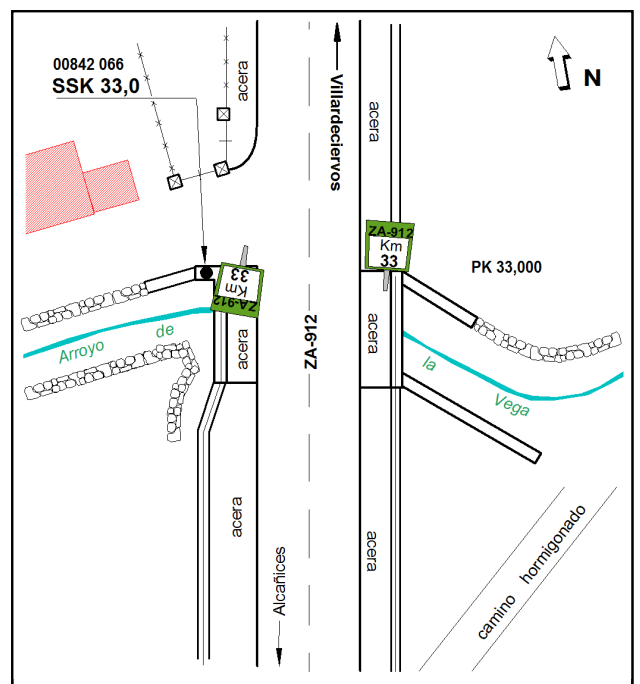 00842 066
SSK 33,0
acera
Villardeciervos
acera
N
ZA-912
Km
33
PK 33,000
ZA-912
Km
33
Arroyo de
la
Vega
acera
ZA-912
acera
acera
acera
Alcañices
camino hormigonado